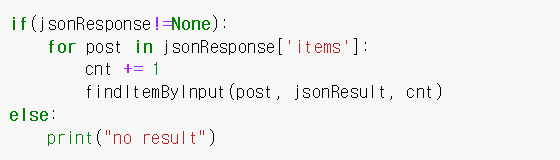 if(jsonResponse!=None):
    for post in jsonResponse['items']:
        cnt += 1
        findItemByInput(post, jsonResult, cnt)
else:
    print("no result")